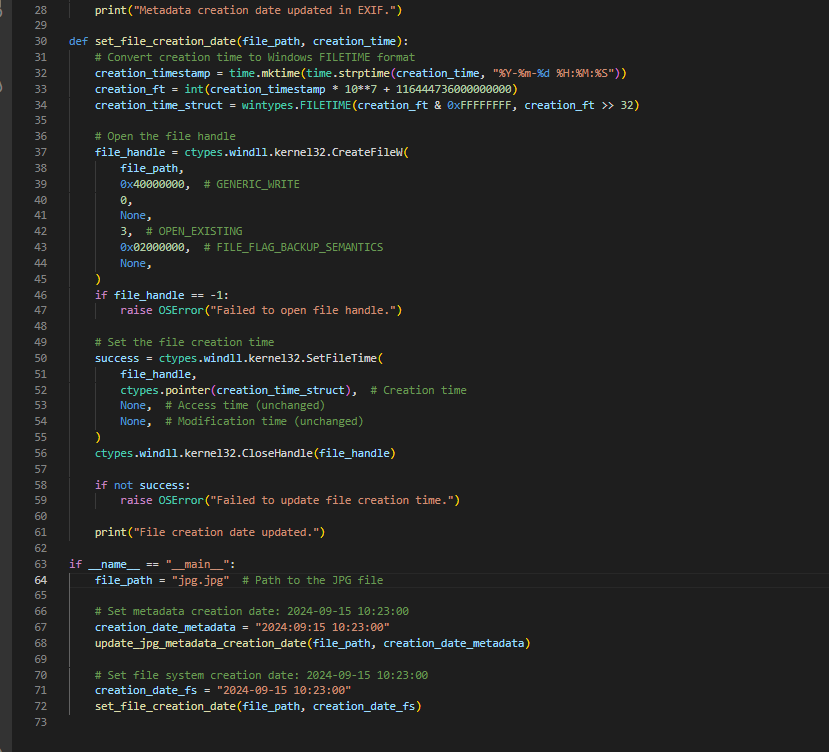 28 print("Metadata creation date updated in EXIF.")
29
30 def set_file_creation_date(file_path, creation_time):
31     # Convert creation time to Windows FILETIME format
32     creation_timestamp = time.mktime(time.strptime(creation_time, "%Y-%m-%d %H:%M:%S"))
33     creation_ft = int(creation_timestamp * 10**7 + 116444736000000000)
34     creation_time_struct = wintypes.FILETIME(creation_ft & 0xFFFFFFFF, creation_ft >> 32)
35
36     # Open the file handle
37     file_handle = ctypes.windll.kernel32.CreateFileW(
38         file_path,
39         0x40000000,  # GENERIC_WRITE
40         0,
41         None,
42         3,  # OPEN_EXISTING
43         0x02000000,  # FILE_FLAG_BACKUP_SEMANTICS
44         None,
45     )
46     if file_handle == -1:
47         raise OSError("Failed to open file handle.")
48
49     # Set the file creation time
50     success = ctypes.windll.kernel32.SetFileTime(
51         file_handle,
52         ctypes.pointer(creation_time_struct),  # Creation time
53         None,  # Access time (unchanged)
54         None,  # Modification time (unchanged)
55     )
56     ctypes.windll.kernel32.CloseHandle(file_handle)
57
58     if not success:
59         raise OSError("Failed to update file creation time.")
60
61     print("File creation date updated.")
62
63 if __name__ == "__main__":
64     file_path = "jpg.jpg"  # Path to the JPG file
65
66     # Set metadata creation date: 2024-09-15 10:23:00
67     creation_date_metadata = "2024:09:15 10:23:00"
68     update_jpg_metadata_creation_date(file_path, creation_date_metadata)
69
70     # Set file system creation date: 2024-09-15 10:23:00
71     creation_date_fs = "2024-09-15 10:23:00"
72     set_file_creation_date(file_path, creation_date_fs)
73